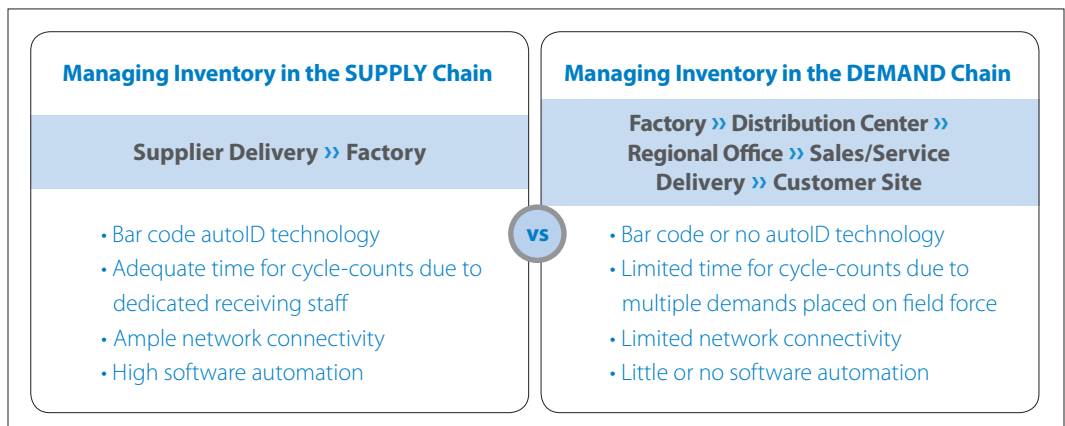 Managing Inventory in the SUPPLY Chain
Supplier Delivery ›› Factory
• Bar code autoID technology
• Adequate time for cycle-counts due to
dedicated receiving staff
• Ample network connectivity
• High software automation
vs
Managing Inventory in the DEMAND Chain
Factory ›› Distribution Center ››
Regional Office ›› Sales/Service
Delivery ›› Customer Site
• Bar code or no autoID technology
• Limited time for cycle-counts due to
multiple demands placed on field force
• Limited network connectivity
• Little or no software automation